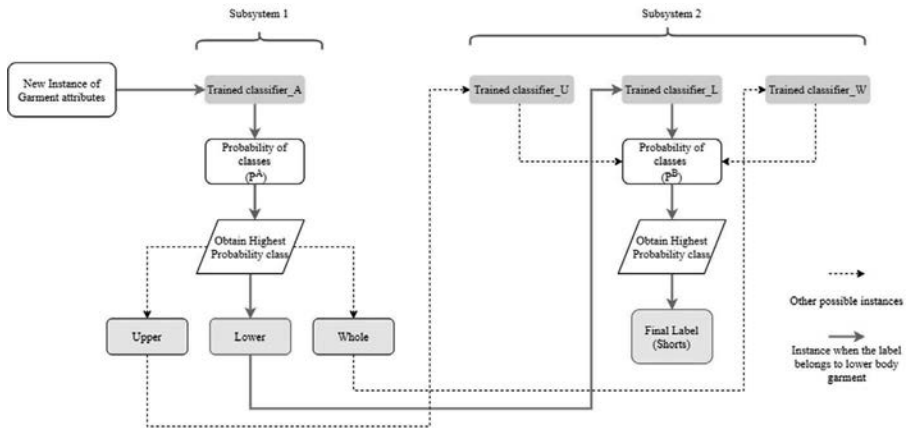 Subsystem 1
Subsystem 2
New Instance of
Garment attributes
Trained classifier_A
Trained classifier_U
Trained classifier_L
Trained classifier_W
Probability of
classes
(P^A)
Probability of
classes
(P^B)
Obtain Highest
Probability class
Obtain Highest
Probability class
Upper
Lower
Whole
Final Label
(Shorts)
Other possible instances
Instance when the label
belongs to lower body
garment